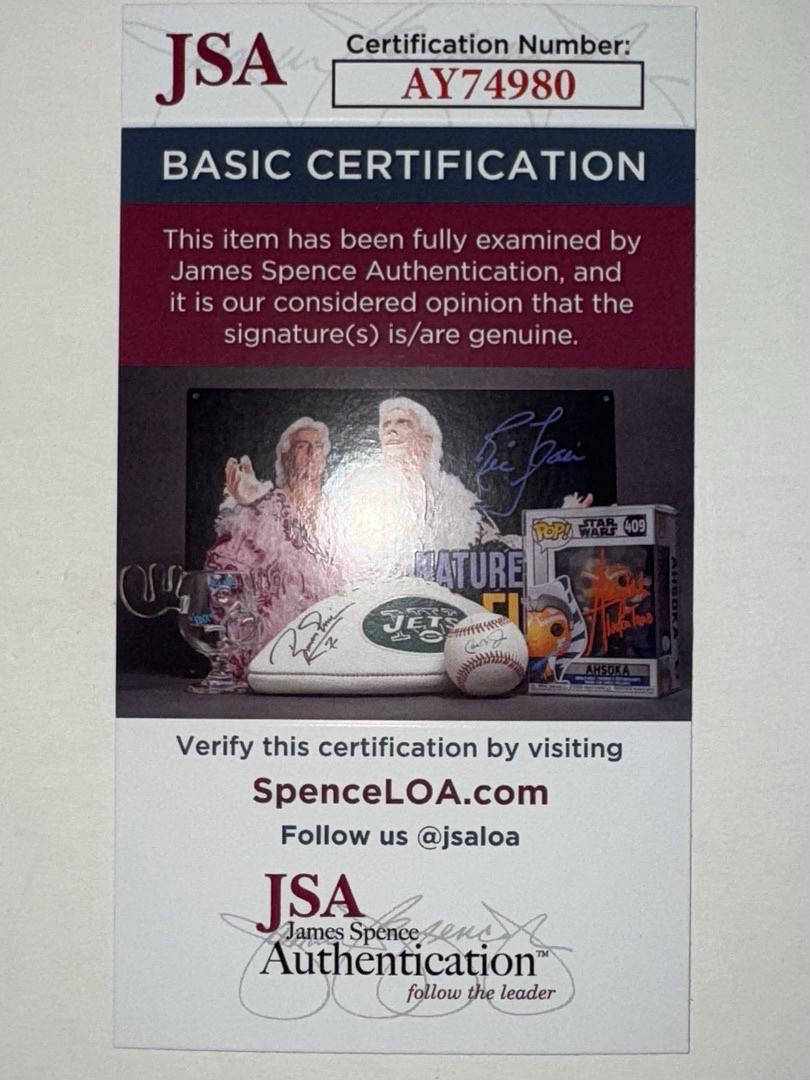 JSA
Certification Number:
AY74980
BASIC CERTIFICATION
This item has been fully examined by
James Spence Authentication, and
it is our considered opinion that the
signature(s) is/are genuine.
NATURE
POP!
STAR
WARS
409
JETS
AHSOKA
AHSOKA
Verify this certification by visiting
SpenceLOA.com
Follow us @jsaloa
JSA
James Spence
Authentication™
follow the leader